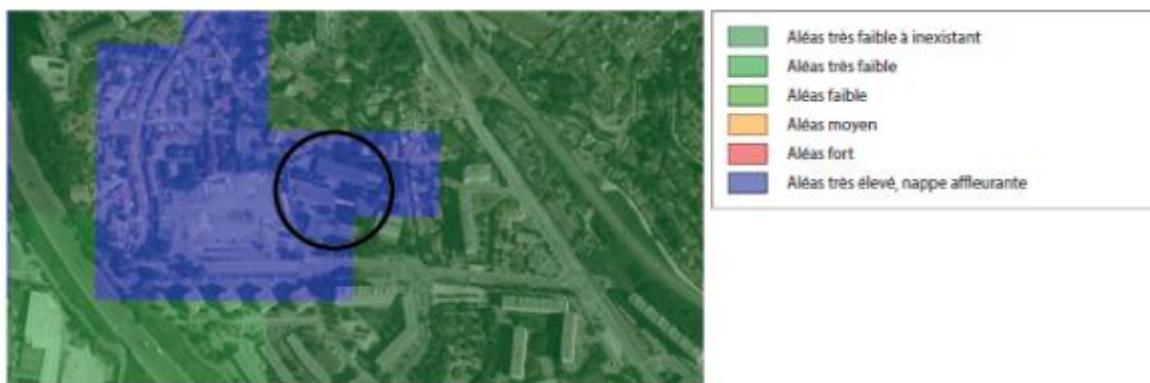 Aléas très faible à inexistant
Aléas très faible
Aléas faible
Aléas moyen
Aléas fort
Aléas très élevé, nappe affleurante